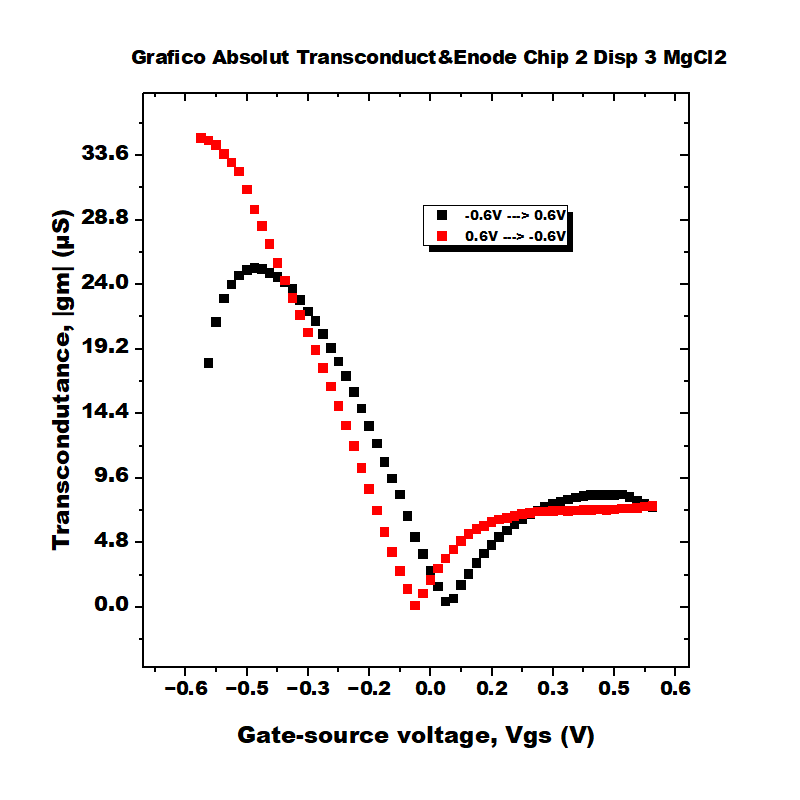 Grafico Absolut Transconduct&Enode Chip 2 Disp 3 MgCl2
33.6
28.8
24.0
19.2
14.4
9.6
4.8
0.0
Transcondutance, |gm| (µS)
-0.6V ---> 0.6V
0.6V ---> -0.6V
−0.6 −0.5 −0.3 −0.2 0.0 0.2 0.3 0.5 0.6
Gate-source voltage, Vgs (V)